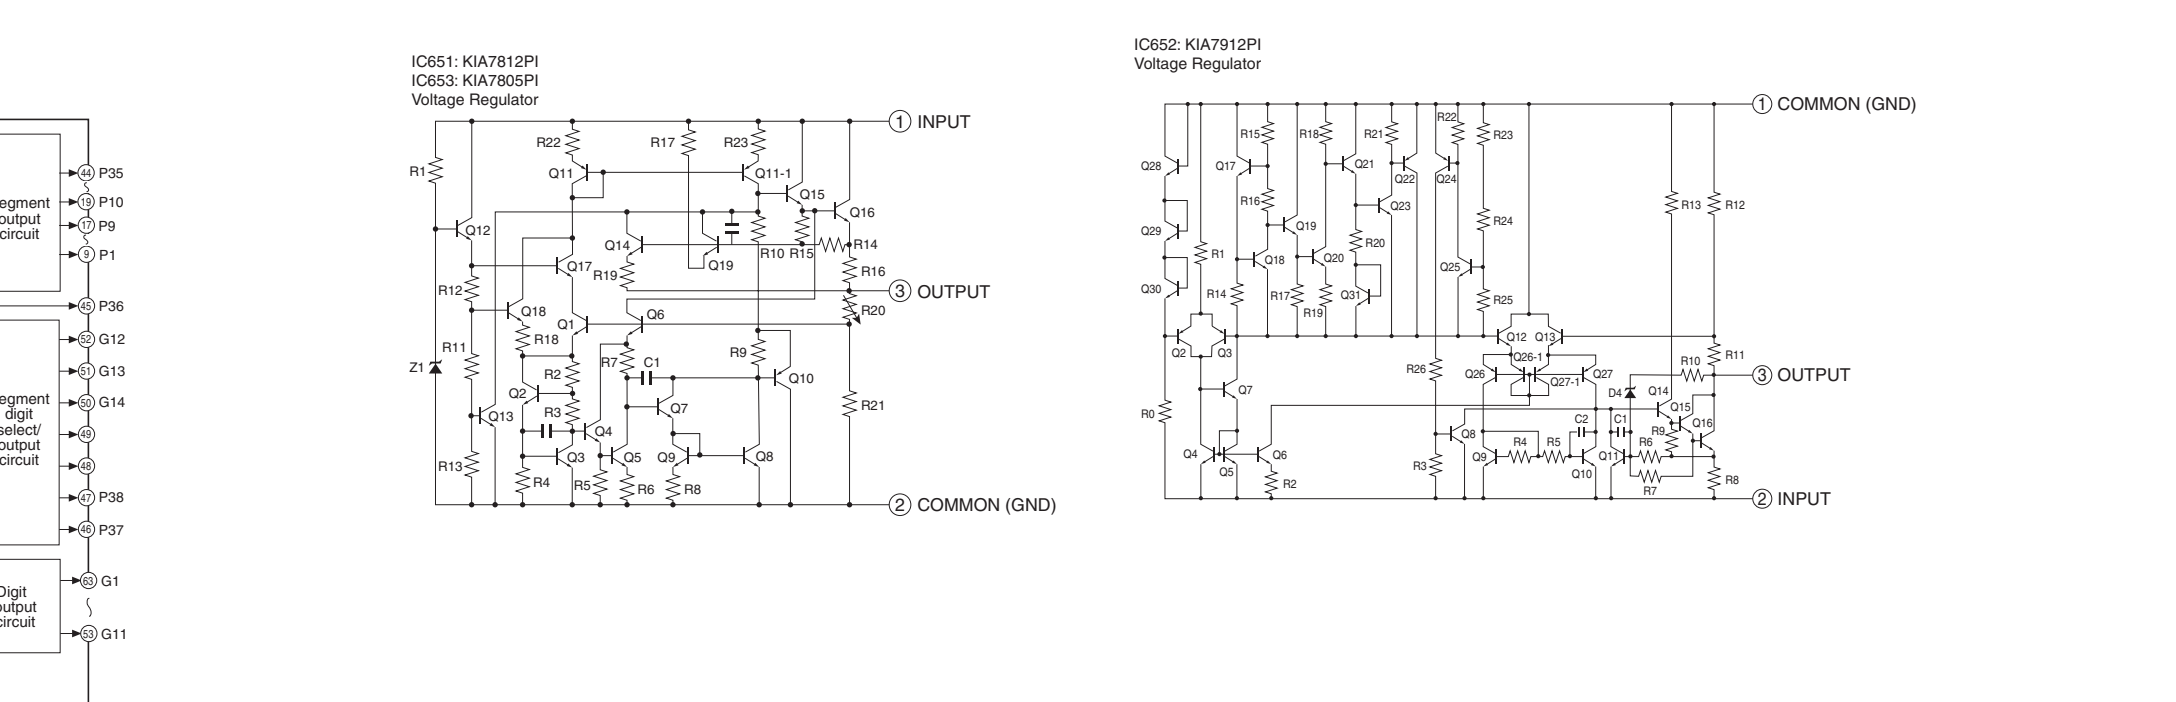 egment
output
circuit
44 P35
19 P10
17 P9
9 P1
45 P36
egment
digit
select/
output
circuit
52 G12
51 G13
50 G14
49
48
47 P38
46 P37
Digit
output
circuit
63 G1
53 G11
IC651: KIA7812PI
IC653: KIA7805PI
Voltage Regulator
1 INPUT
R22 R17 R23
R1 Q11 Q11-1
Q15
Q16
Q12
Q14 R10 R15 R14
Q17 R19 Q19 R16
R12 3 OUTPUT
Q18 Q1 Q6 R20
R18
R11 R7 C1 R9
Z1 R2 Q10
Q2
R3 Q7 R21
Q13 Q4
Q3 Q5 Q9 Q8
R13
R4 R5 R6 R8
2 COMMON (GND)
IC652: KIA7912PI
Voltage Regulator
1 COMMON (GND)
R22
R15 R18 R21 R23
Q28 Q17 Q21 Q22 Q24
R16 Q23 R13 R12
Q29 Q19 R24
R1 R20
Q18 Q20 Q25
Q30 R14 R17 Q31 R25
R19
Q2 Q3 Q12 Q13
Q26-1 R10 R11
R26 Q26 Q27-1 Q27 3 OUTPUT
Q7 D4 Q14
R0 Q15
C2 C1 Q16
Q8 R9
Q4 Q6 Q9 R4 R5 Q11 R6
R3 Q5 Q10
R2 R7 R8
2 INPUT